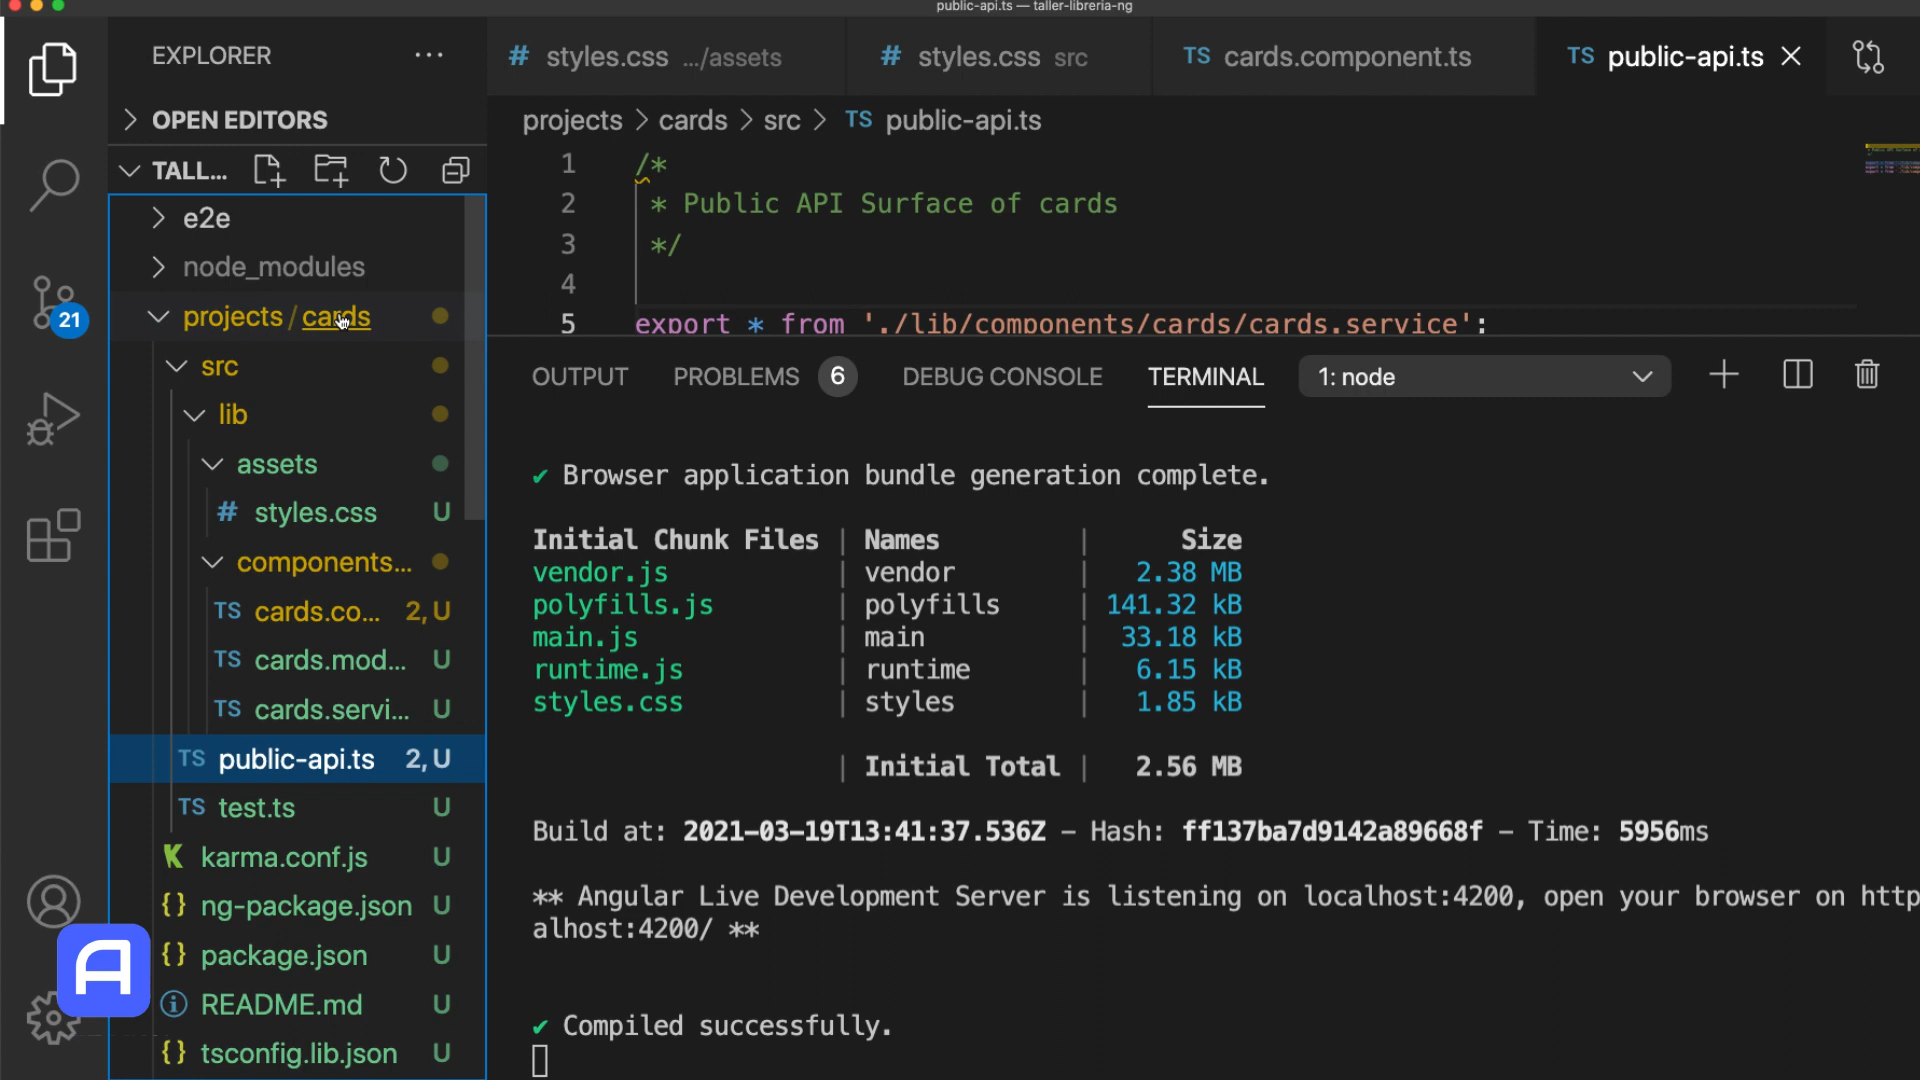 public-api.ts — taller-libreria-ng
EXPLORER
OPEN EDITORS
TALL...
e2e
node_modules
projects / cards
src
lib
assets
# styles.css U
components...
TS cards.co... 2, U
TS cards.mod... U
TS cards.servi... U
TS public-api.ts 2, U
TS test.ts U
karma.conf.js U
{} ng-package.json U
{} package.json U
README.md U
{} tsconfig.lib.json U
21
# styles.css .../assets
# styles.css src
TS cards.component.ts
TS public-api.ts
projects > cards > src > TS public-api.ts
1 /*
2 * Public API Surface of cards
3 */
4
5 export * from './lib/components/cards/cards.service';
OUTPUT PROBLEMS 6 DEBUG CONSOLE TERMINAL 1: node
✔ Browser application bundle generation complete.
Initial Chunk Files | Names | Size
vendor.js | vendor | 2.38 MB
polyfills.js | polyfills | 141.32 kB
main.js | main | 33.18 kB
runtime.js | runtime | 6.15 kB
styles.css | styles | 1.85 kB
| Initial Total | 2.56 MB
Build at: 2021-03-19T13:41:37.536Z - Hash: ff137ba7d9142a89668f - Time: 5956ms
** Angular Live Development Server is listening on localhost:4200, open your browser on http
alhost:4200/ **
✔ Compiled successfully.